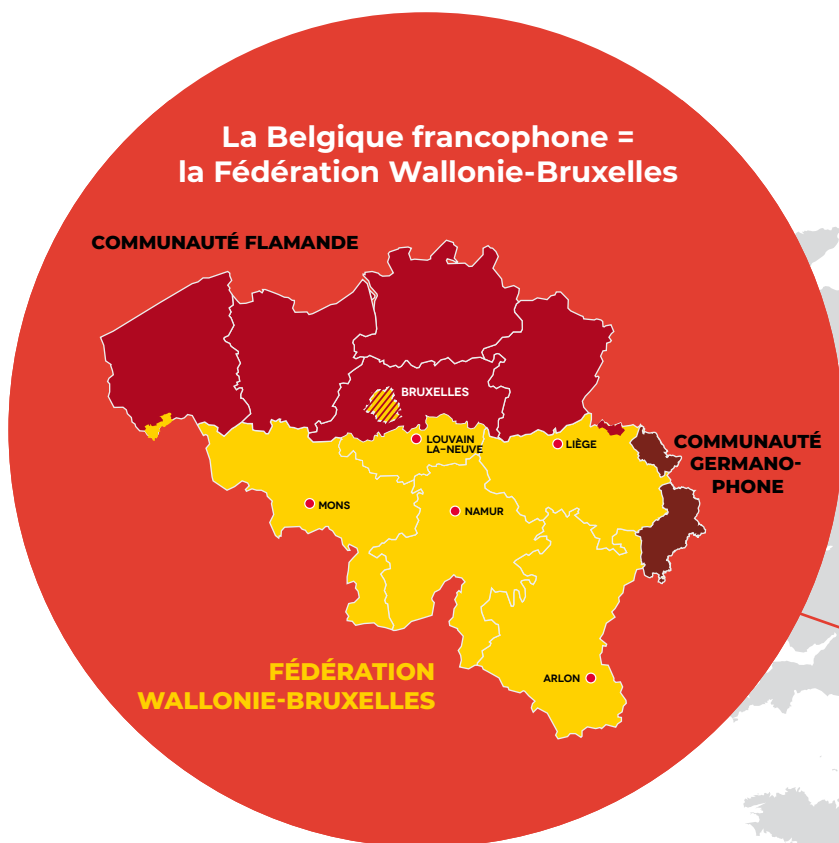 La Belgique francophone =
la Fédération Wallonie-Bruxelles
COMMUNAUTÉ FLAMANDE
BRUXELLES
LOUVAIN
LA-NEUVE
LIÈGE
COMMUNAUTÉ
GERMANO-
PHONE
MONS
NAMUR
FÉDÉRATION
WALLONIE-BRUXELLES
ARLON